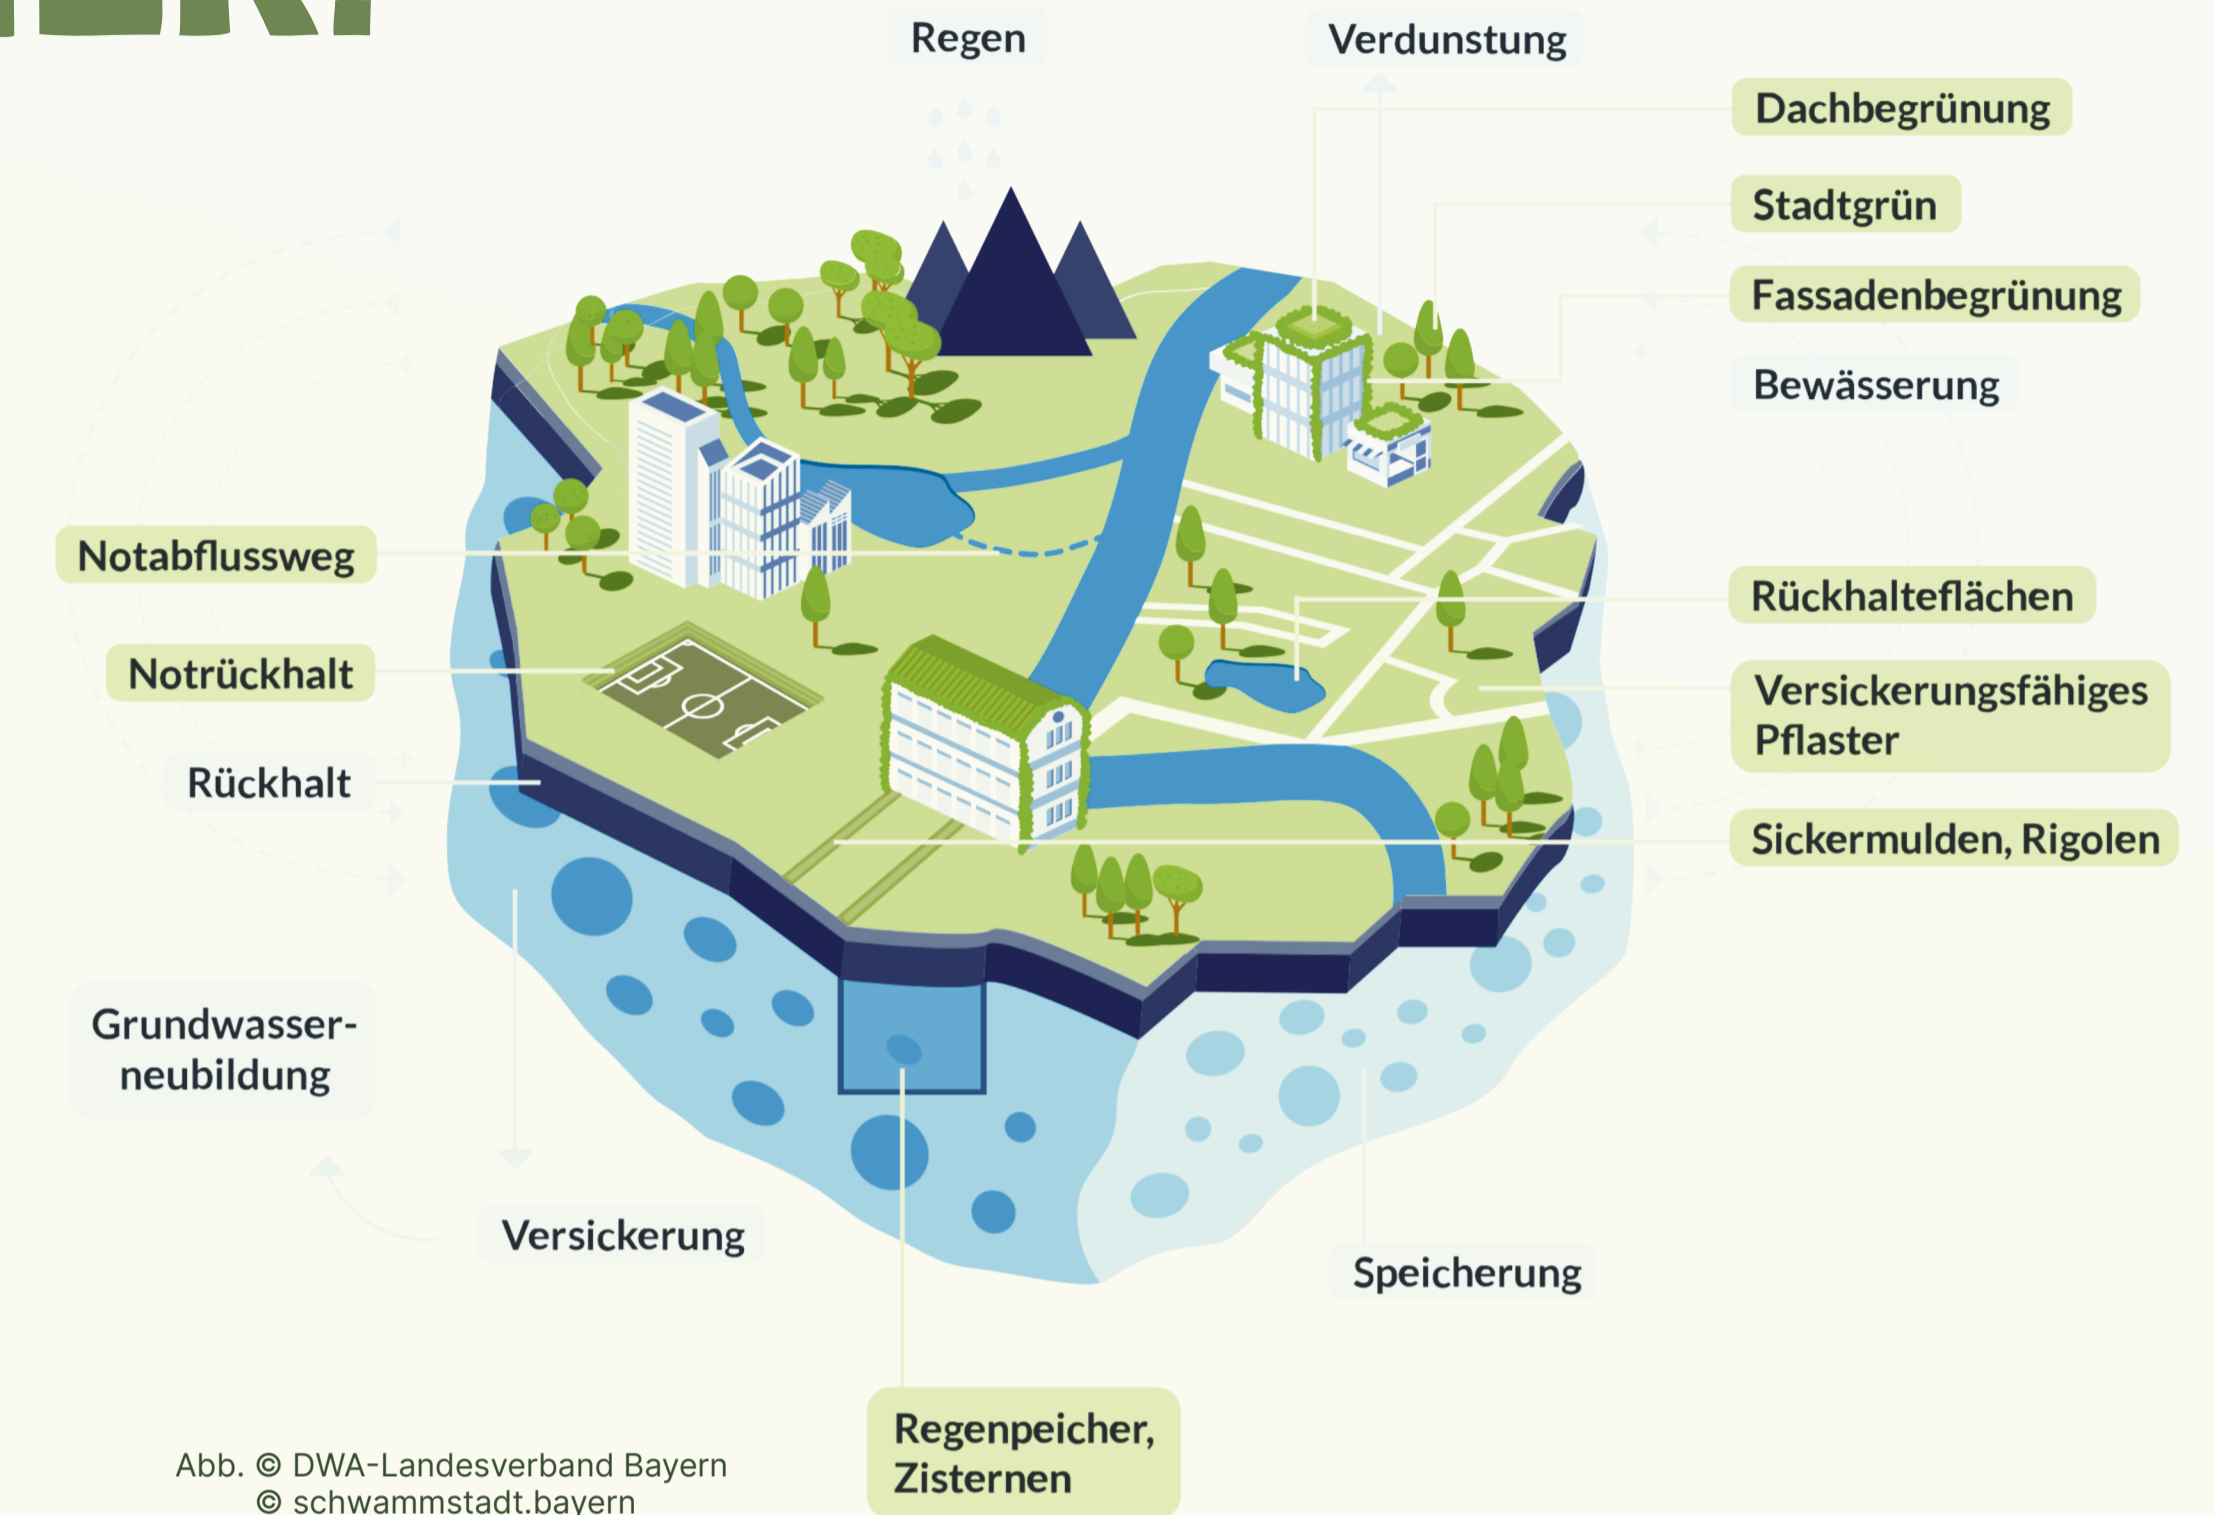 Regen
Verdunstung
Dachbegrünung
Stadtgrün
Fassadenbegrünung
Bewässerung
Notabflussweg
Rückhalteflächen
Notrückhalt
Versickerungsfähiges
Pflaster
Rückhalt
Sickermulden, Rigolen
Grundwasser-
neubildung
Versickerung
Speicherung
Regenpeicher,
Zisternen
Abb. © DWA-Landesverband Bayern
© schwammstadt.bayern